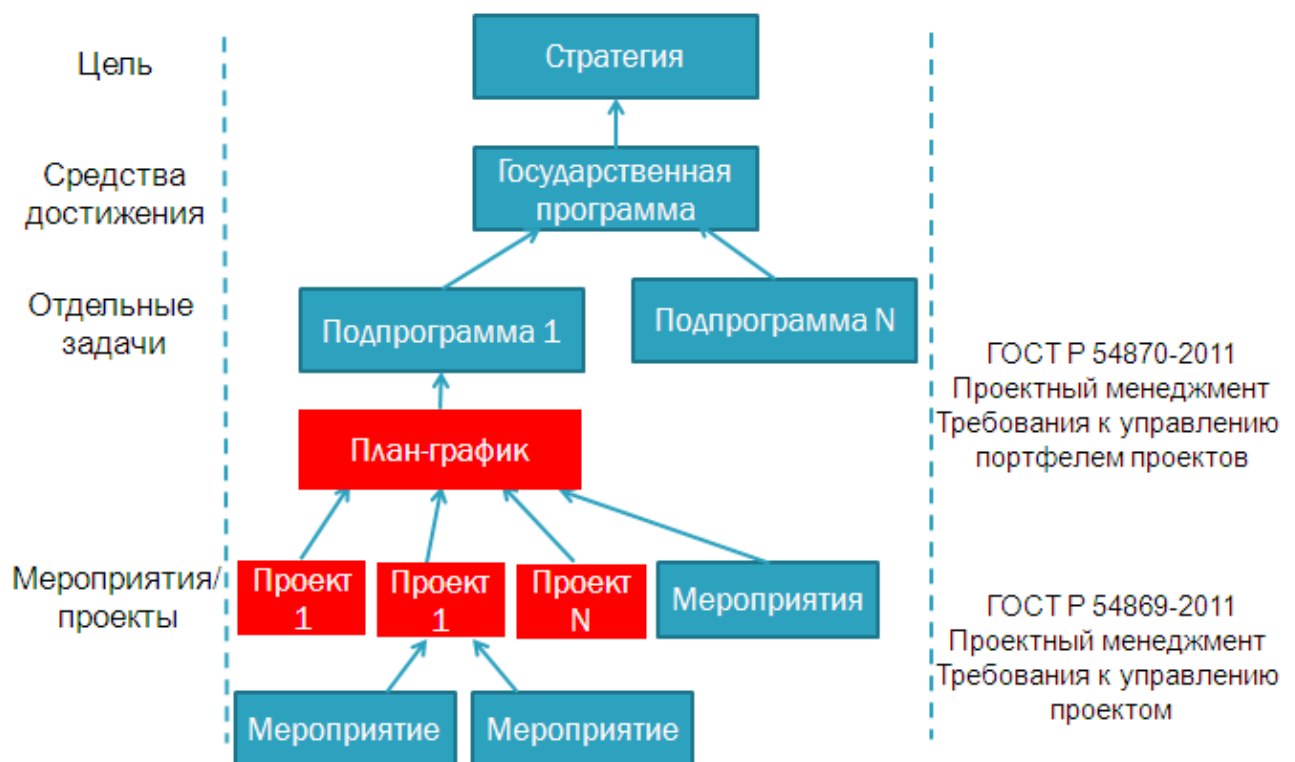 Цель
Стратегия
Средства
достижения
Государственная
программа
Отдельные
задачи
Подпрограмма 1
Подпрограмма N
План-график
ГОСТ Р 54870-2011
Проектный менеджмент
Требования к управлению
портфелем проектов
Мероприятия/
проекты
Проект
1
Проект
1
Проект
N
Мероприятия
ГОСТ Р 54869-2011
Проектный менеджмент
Требования к управлению
проектом
Мероприятие
Мероприятие